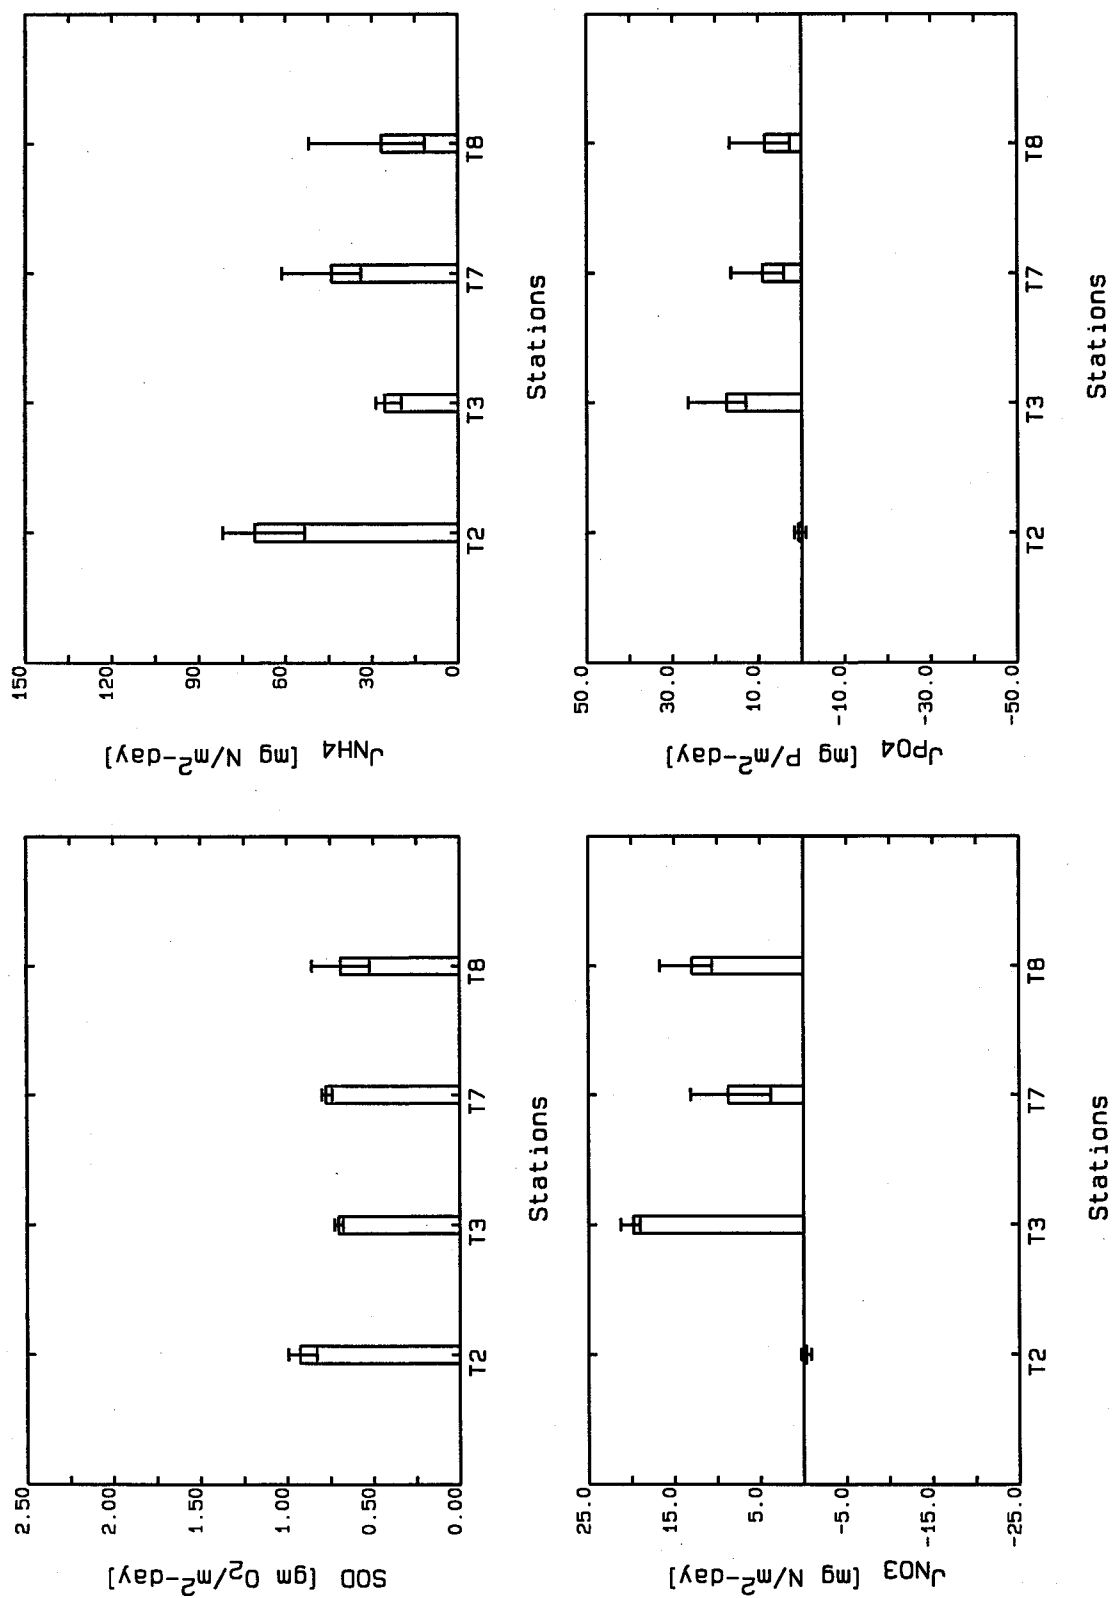 SOD [gm O₂/m²-day]
2.50
2.00
1.50
1.00
0.50
0.00
T2 T3 T7 T8
Stations
JNH4 [mg N/m²-day]
150
120
90
60
30
0
T2 T3 T7 T8
Stations
JNO3 [mg N/m²-day]
25.0
15.0
5.0
-5.0
-15.0
-25.0
T2 T3 T7 T8
Stations
JPO4 [mg P/m²-day]
50.0
30.0
10.0
-10.0
-30.0
-50.0
T2 T3 T7 T8
Stations